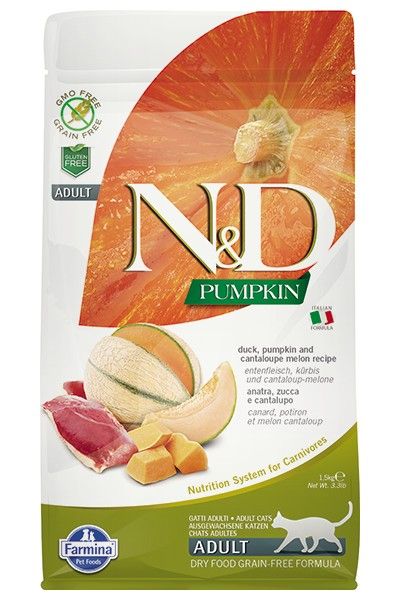 GMO FREE
GRAIN FREE
GLUTEN
FREE
ADULT
N&D
PUMPKIN
ITALIAN
FORMULA
duck, pumpkin and
cantaloupe melon recipe
entenfleisch, kürbis
und cantaloup-melone
anatra, zucca
e cantalupo
canard, potiron
et melon cantaloup
Nutrition System for Carnivores
1.5kg℮
Net Wt. 3.3lb
GATTI ADULTI • ADULT CATS
AUSGEWACHSENE KATZEN
CHATS ADULTES
Farmina
Pet Foods
ADULT
DRY FOOD GRAIN-FREE FORMULA